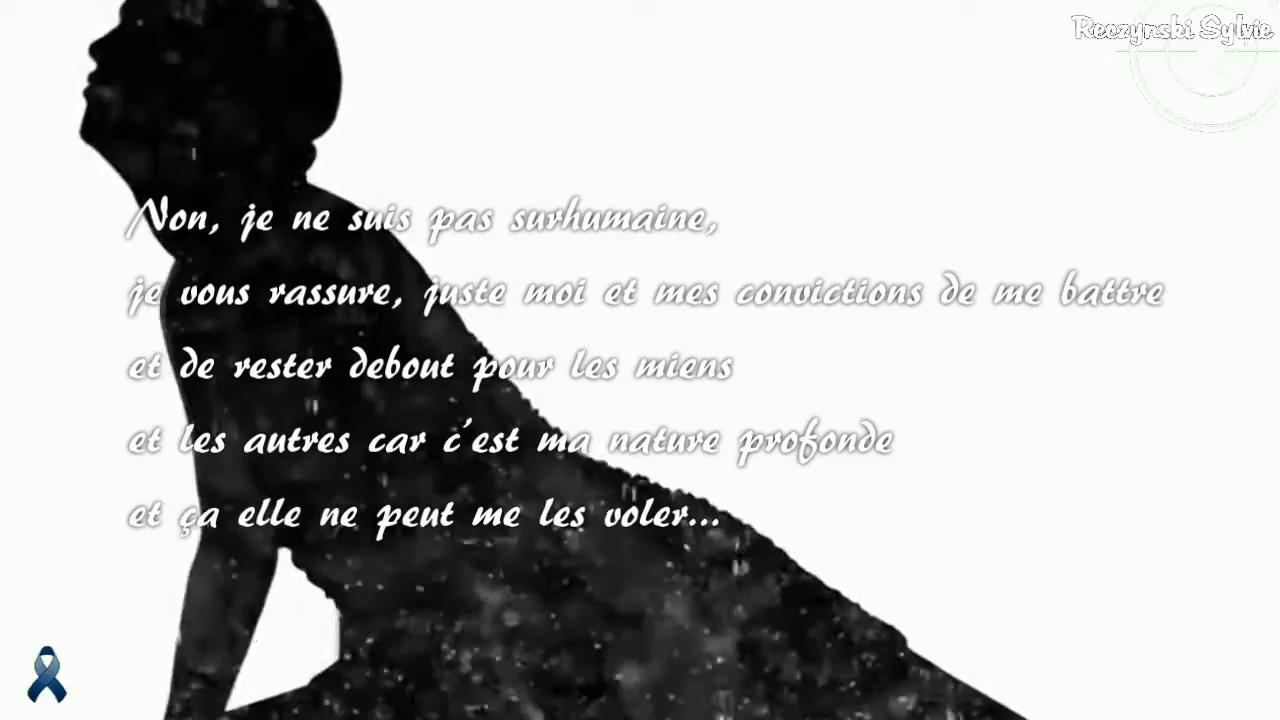 Reczynski Sylvie
Non, je ne suis pas surhumaine,
je vous rassure, juste moi et mes convictions de me battre
et de rester debout pour les miens
et les autres car c'est ma nature profonde
et ça elle ne peut me les voler...